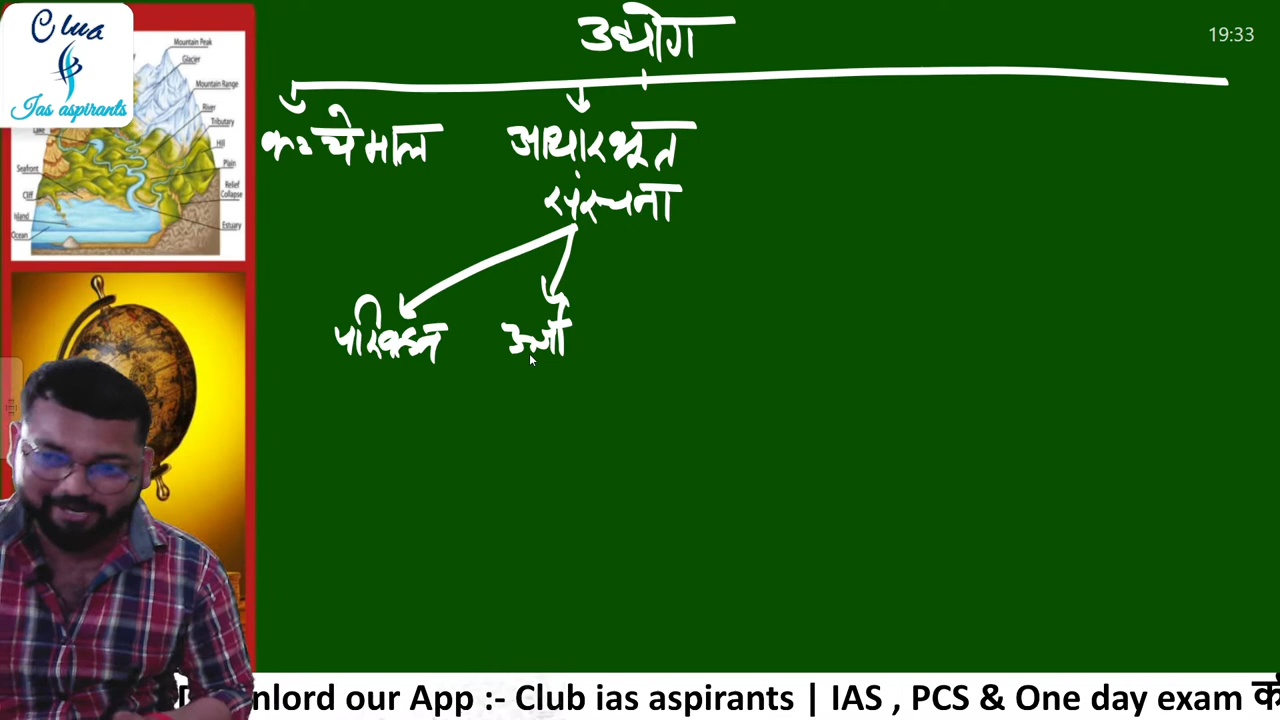 उद्योग
19:33
Clua
Ias aspirants
Mountain Peak
Glacier
Mountain Range
River
Tributary
Lake
Hill
Seafront
Plain
Cliff
Relief
Collapse
Island
Estuary
Ocean
कच्चे माल
आधारभूत
संरचना
परिवहन
उर्जा
nlord our App :- Club ias aspirants | IAS , PCS & One day exam की